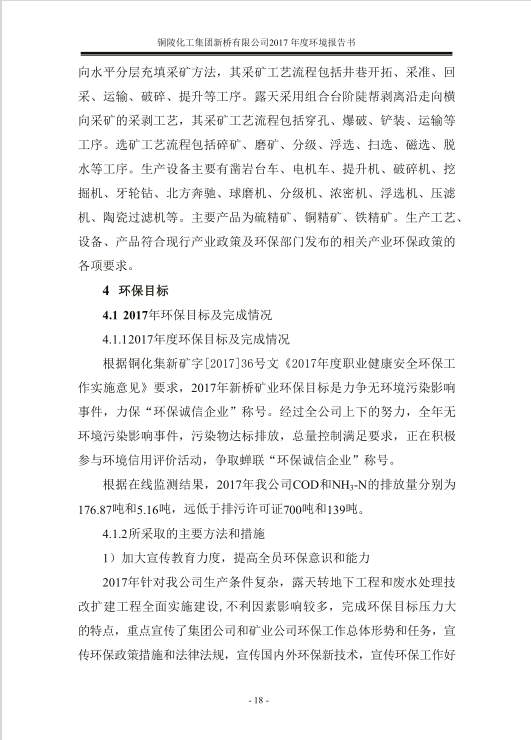 铜陵化工集团新桥有限公司2017 年度环境报告书
向水平分层充填采矿方法，其采矿工艺流程包括井巷开拓、采准、回
采、运输、破碎、提升等工序。露天采用组合台阶陡帮剥离沿走向横
向采矿的采剥工艺，其采矿工艺流程包括穿孔、爆破、铲装、运输等
工序。选矿工艺流程包括碎矿、磨矿、分级、浮选、扫选、磁选、脱
水等工序。生产设备主要有凿岩台车、电机车、提升机、破碎机、挖
掘机、牙轮钻、北方奔驰、球磨机、分级机、浓密机、浮选机、压滤
机、陶瓷过滤机等。主要产品为硫精矿、铜精矿、铁精矿。生产工艺、
设备、产品符合现行产业政策及环保部门发布的相关产业环保政策的
各项要求。
4 环保目标
4.1 2017年环保目标及完成情况
4.1.12017年度环保目标及完成情况
根据铜化集新矿字[2017]36号文《2017年度职业健康安全环保工
作实施意见》要求，2017年新桥矿业环保目标是力争无环境污染影响
事件，力保“环保诚信企业”称号。经过全公司上下的努力，全年无
环境污染影响事件，污染物达标排放，总量控制满足要求，正在积极
参与环境信用评价活动，争取蝉联“环保诚信企业”称号。
根据在线监测结果，2017年我公司COD和NH3-N的排放量分别为
176.87吨和5.16吨，远低于排污许可证700吨和139吨。
4.1.2所采取的主要方法和措施
1）加大宣传教育力度，提高全员环保意识和能力
2017年针对我公司生产条件复杂，露天转地下工程和废水处理技
改扩建工程全面实施建设,不利因素影响较多，完成环保目标压力大
的特点，重点宣传了集团公司和矿业公司环保工作总体形势和任务，宣
传环保政策措施和法律法规，宣传国内外环保新技术，宣传环保工作好
- 18 -